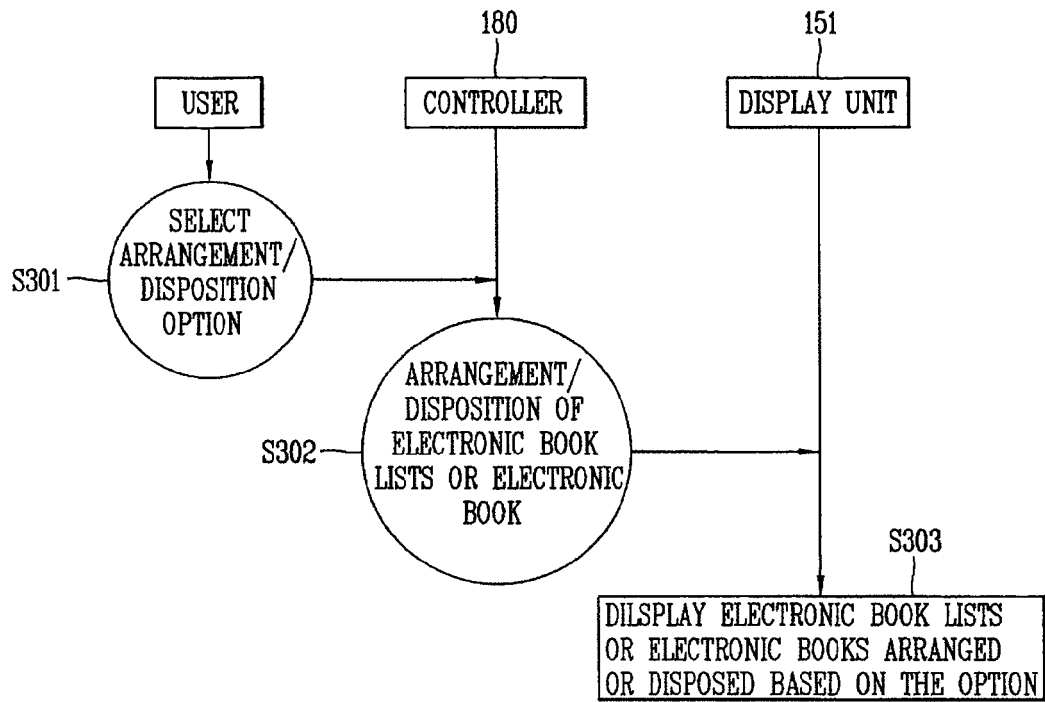 180
151
USER
CONTROLLER
DISPLAY UNIT
SELECT
ARRANGEMENT/
DISPOSITION
OPTION
S301
ARRANGEMENT/
DISPOSITION OF
ELECTRONIC BOOK
LISTS OR ELECTRONIC
BOOK
S302
S303
DILSPLAY ELECTRONIC BOOK LISTS
OR ELECTRONIC BOOKS ARRANGED
OR DISPOSED BASED ON THE OPTION